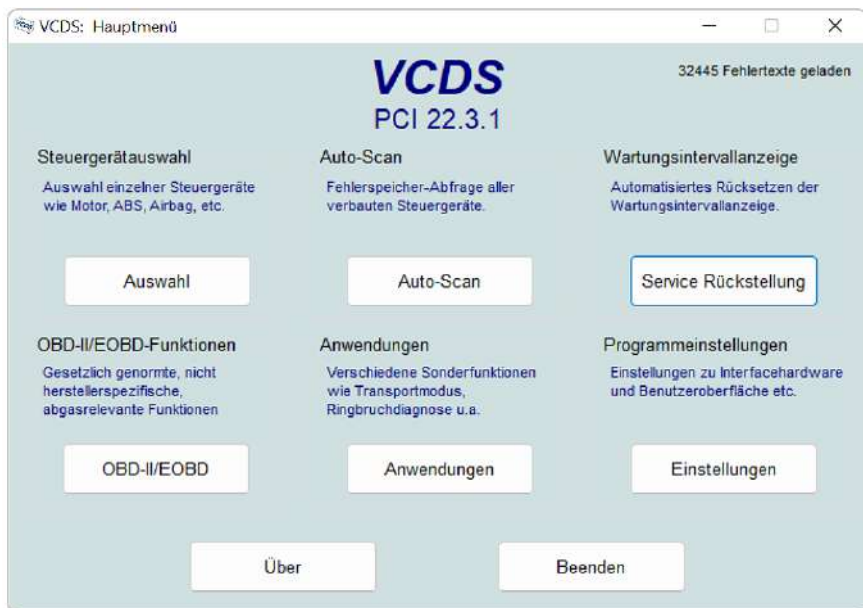 VCDS: Hauptmenü
VCDS
PCI 22.3.1
32445 Fehlertexte geladen
Steuergerätauswahl
Auswahl einzelner Steuergeräte
wie Motor, ABS, Airbag, etc.
Auswahl
Auto-Scan
Fehlerspeicher-Abfrage aller
verbauten Steuergeräte.
Auto-Scan
Wartungsintervallanzeige
Automatisiertes Rücksetzen der
Wartungsintervallanzeige.
Service Rückstellung
OBD-II/EOBD-Funktionen
Gesetzlich genormte, nicht
herstellerspezifische,
abgasrelevante Funktionen
OBD-II/EOBD
Anwendungen
Verschiedene Sonderfunktionen
wie Transportmodus,
Ringbruchdiagnose u.a.
Anwendungen
Programmeinstellungen
Einstellungen zu Interfacehardware
und Benutzeroberfläche etc.
Einstellungen
Über
Beenden